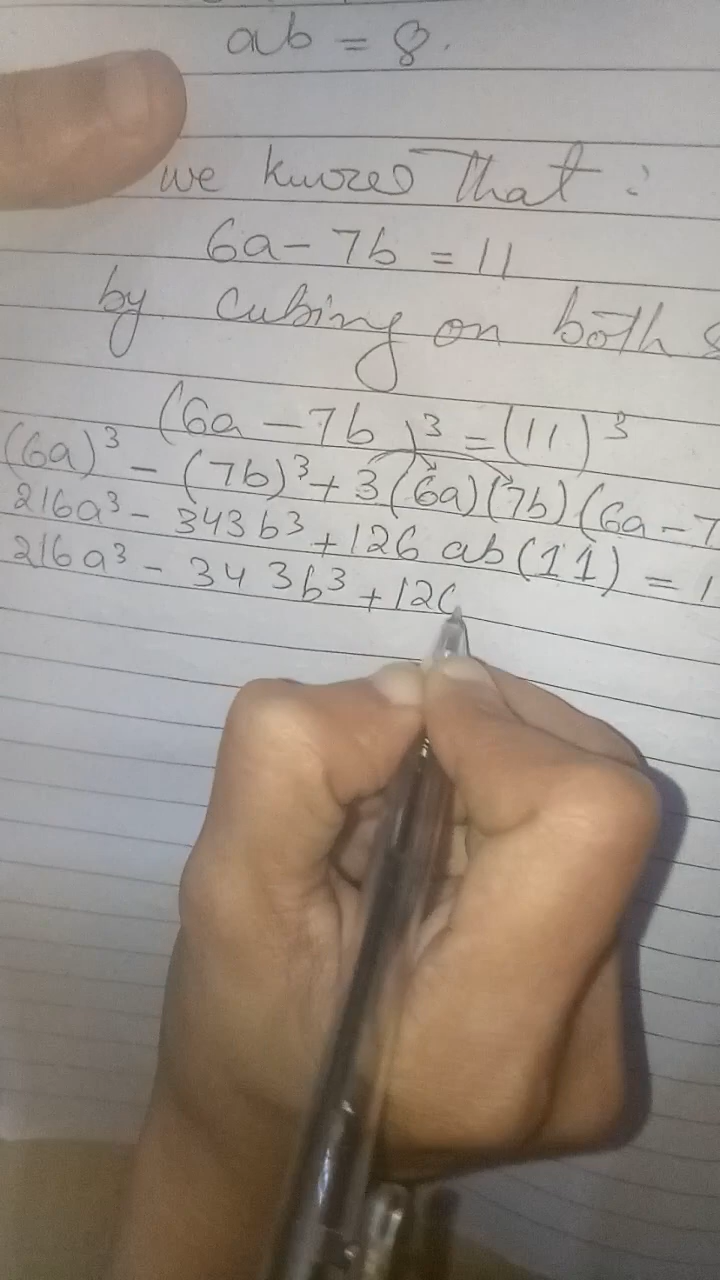 ab = 8.
we knows that :
6a - 7b = 11
by cubing on both s
(6a - 7b)³ = (11)³
(6a)³ - (7b)³ + 3(6a)(7b)(6a - 7
216a³ - 343b³ + 126 ab(11) = 1
216a³ - 343b³ + 126